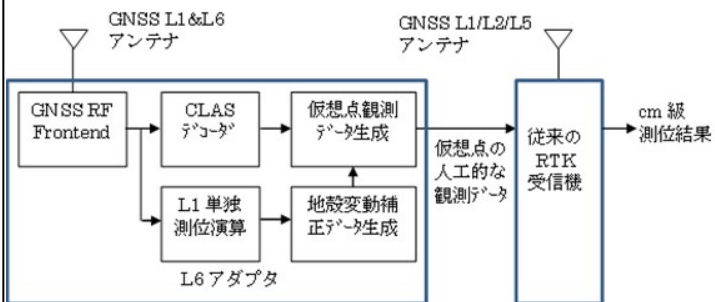 GNSS L1&L6
アンテナ
GNSS L1/L2/L5
アンテナ
GNSS RF
Frontend
CLAS
ﾃﾞｺｰﾀﾞ
仮想点観測
ﾃﾞｰﾀ生成
L1 単独
測位演算
地殻変動補
正ﾃﾞｰﾀ生成
L6 アダプタ
仮想点の
人工的な
観測ﾃﾞｰﾀ
従来の
RTK
受信機
cm 級
測位結果